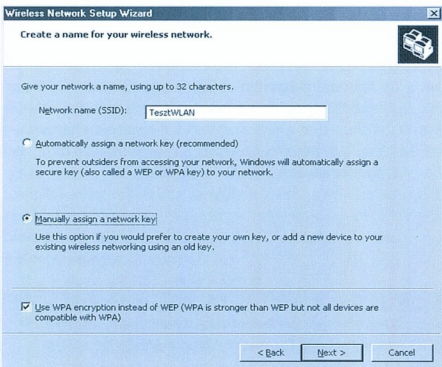 Wireless Network Setup Wizard
Create a name for your wireless network.
Give your network a name, using up to 32 characters.
Network name (SSID): TesztWLAN
Automatically assign a network key (recommended)
To prevent outsiders from accessing your network, Windows will automatically assign a
secure key (also called a WEP or WPA key) to your network.
Manually assign a network key
Use this option if you would prefer to create your own key, or add a new device to your
existing wireless networking using an old key.
Use WPA encryption instead of WEP (WPA is stronger than WEP but not all devices are
compatible with WPA)
< Back Next > Cancel